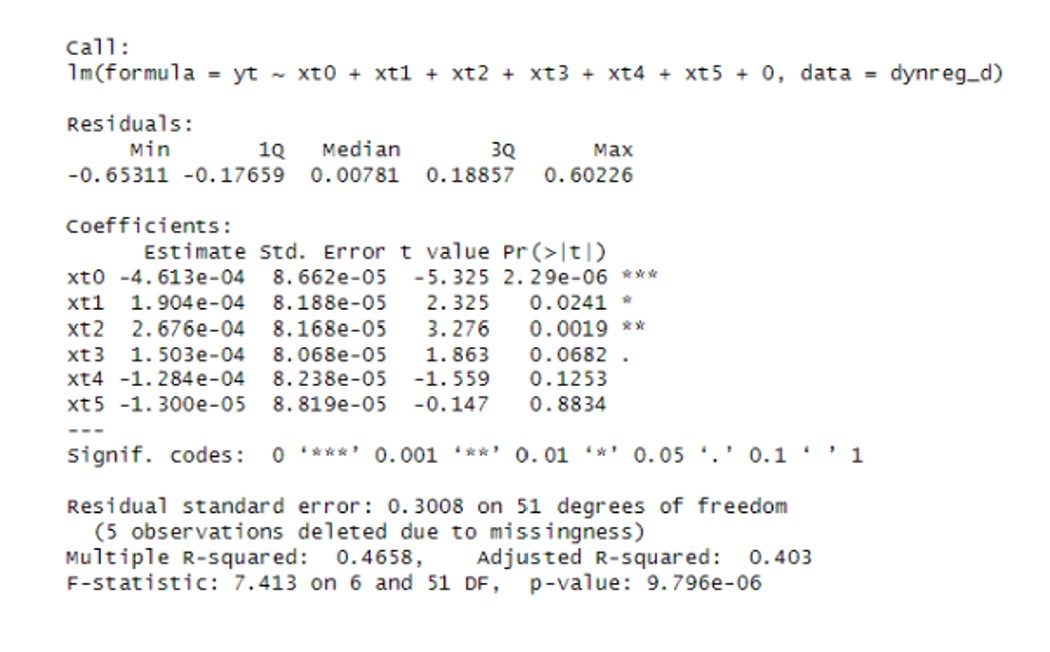 Call:
lm(formula = yt ~ xt0 + xt1 + xt2 + xt3 + xt4 + xt5 + 0, data = dynreg_d)
Residuals:
Min 1Q Median 3Q Max
-0.65311 -0.17659 0.00781 0.18857 0.60226
Coefficients:
Estimate Std. Error t value Pr(>|t|)
xt0 -4.613e-04 8.662e-05 -5.325 2.29e-06 ***
xt1 1.904e-04 8.188e-05 2.325 0.0241 *
xt2 2.676e-04 8.168e-05 3.276 0.0019 **
xt3 1.503e-04 8.068e-05 1.863 0.0682 .
xt4 -1.284e-04 8.238e-05 -1.559 0.1253
xt5 -1.300e-05 8.819e-05 -0.147 0.8834
---
Signif. codes: 0 ‘***’ 0.001 ‘**’ 0.01 ‘*’ 0.05 ‘.’ 0.1 ‘ ’ 1
Residual standard error: 0.3008 on 51 degrees of freedom
(5 observations deleted due to missingness)
Multiple R-squared: 0.4658, Adjusted R-squared: 0.403
F-statistic: 7.413 on 6 and 51 DF, p-value: 9.796e-06